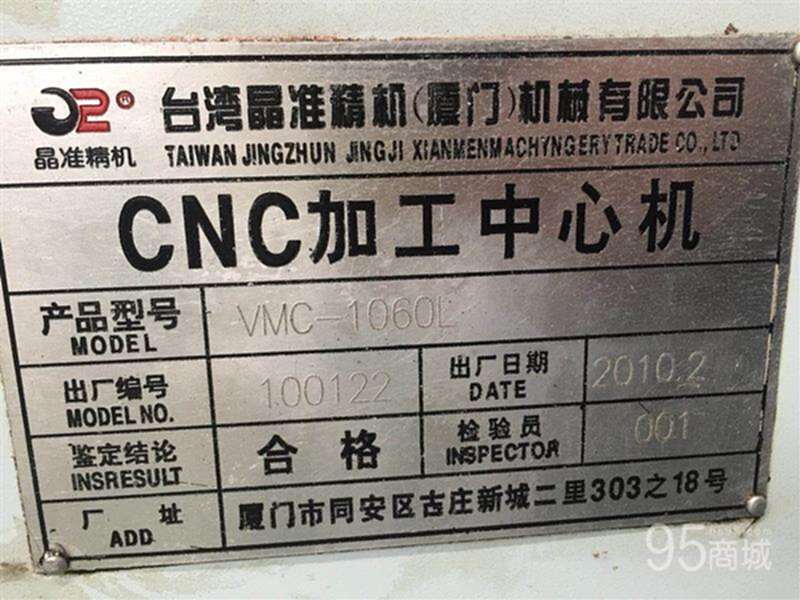 台湾晶准精机(厦门)机械有限公司
晶准精机 TAIWAN JINGZHUN JINGJI XIANMENMACHYNGERYTRADE CO.,LTD
CNC加工中心机
产品型号 VMC-1060L
MODEL
出厂编号 100122 出厂日期 2010.2
MODEL NO. DATE
鉴定结论 合格 检验员 001
INSRESULT INSPECTOR
厂 址 厦门市同安区古庄新城二里303之18号
ADD
95商城